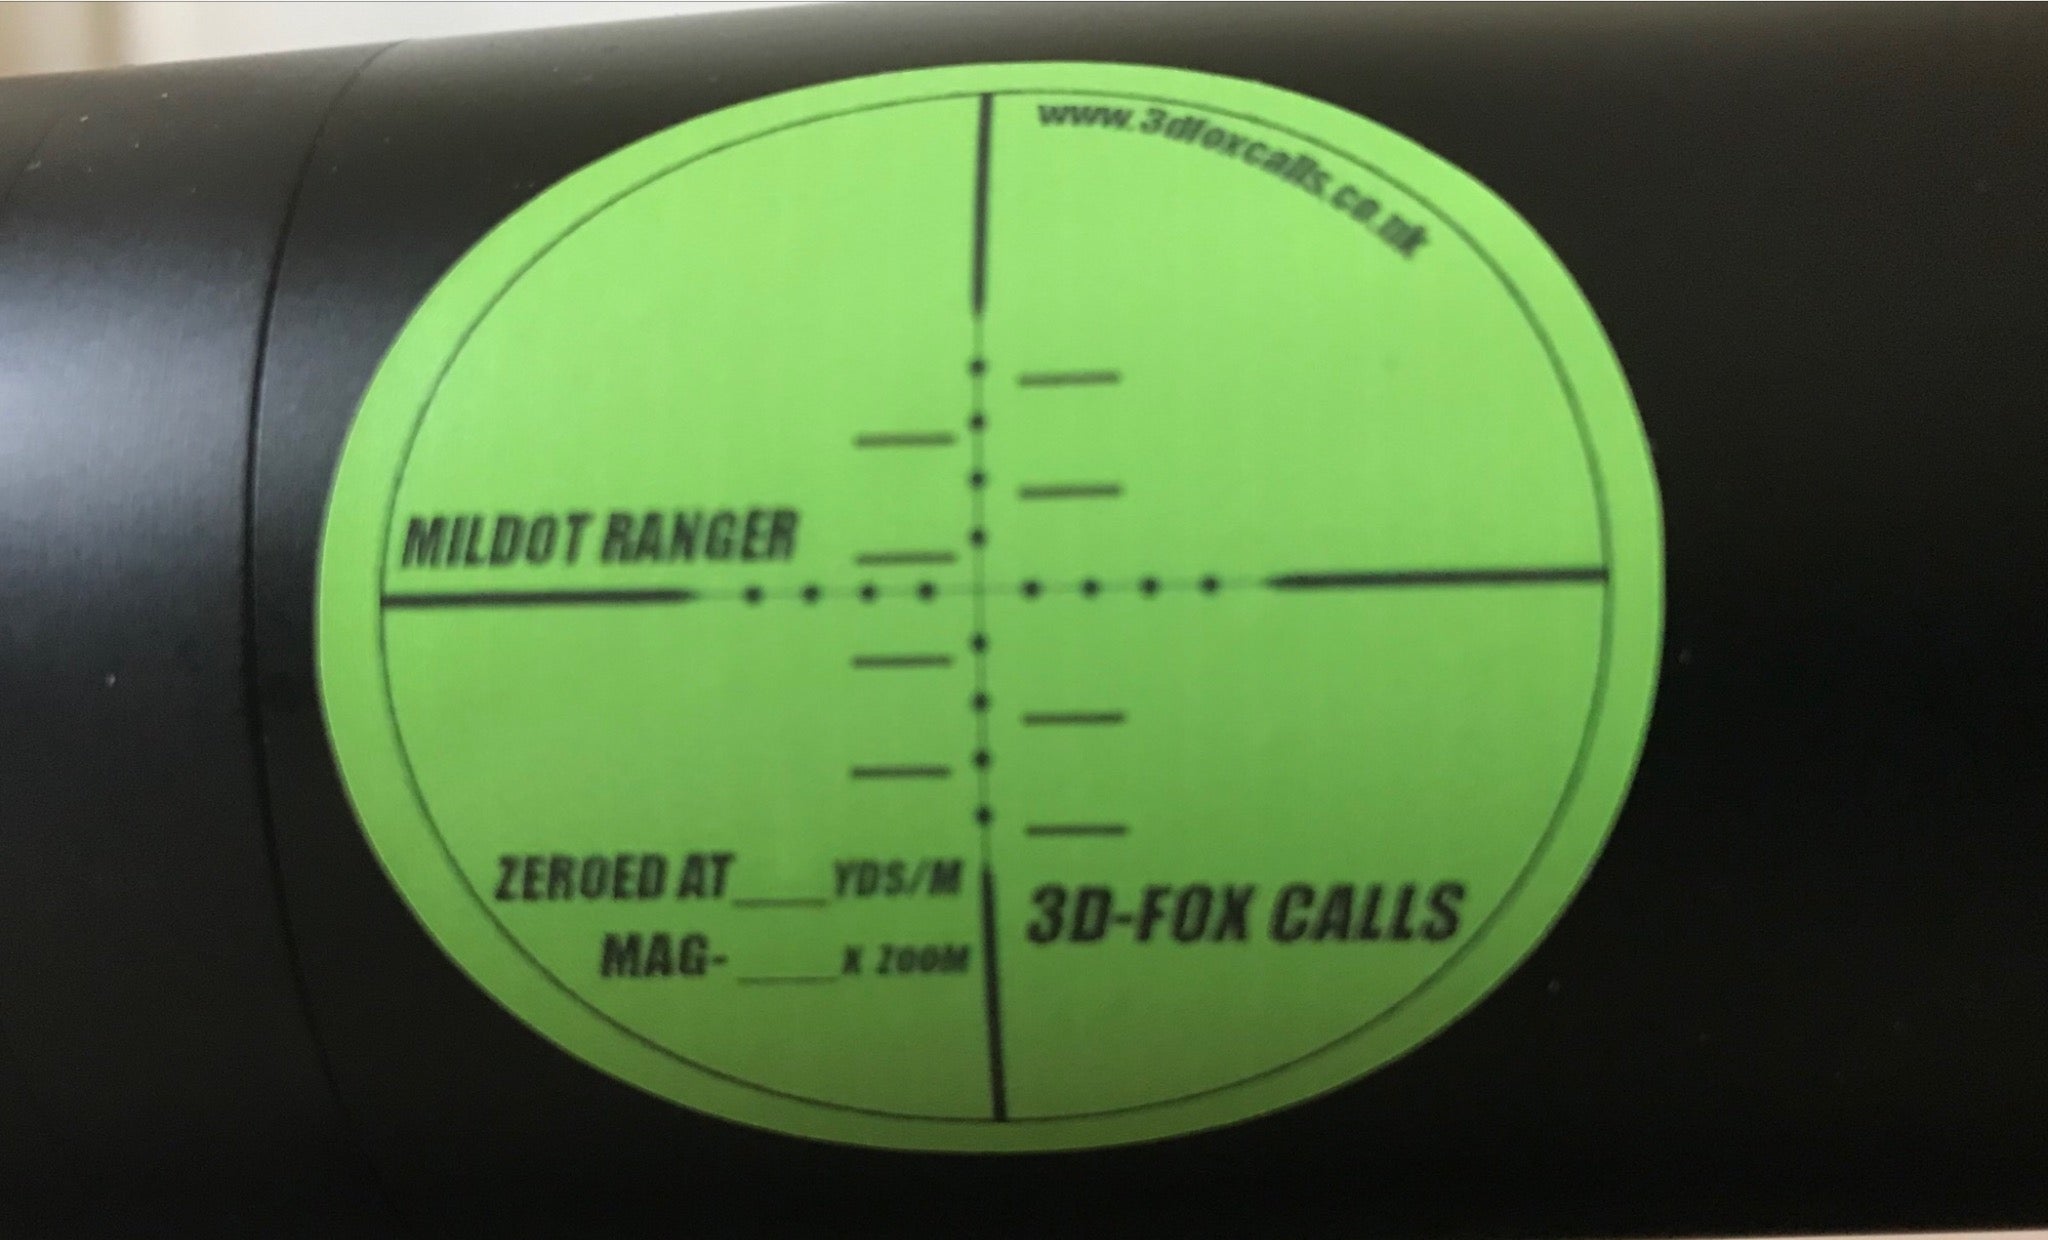 www.3dfoxcalls.co.uk
MILDOT RANGER
ZEROED AT____YDS/M
MAG-____X ZOOM
3D-FOX CALLS